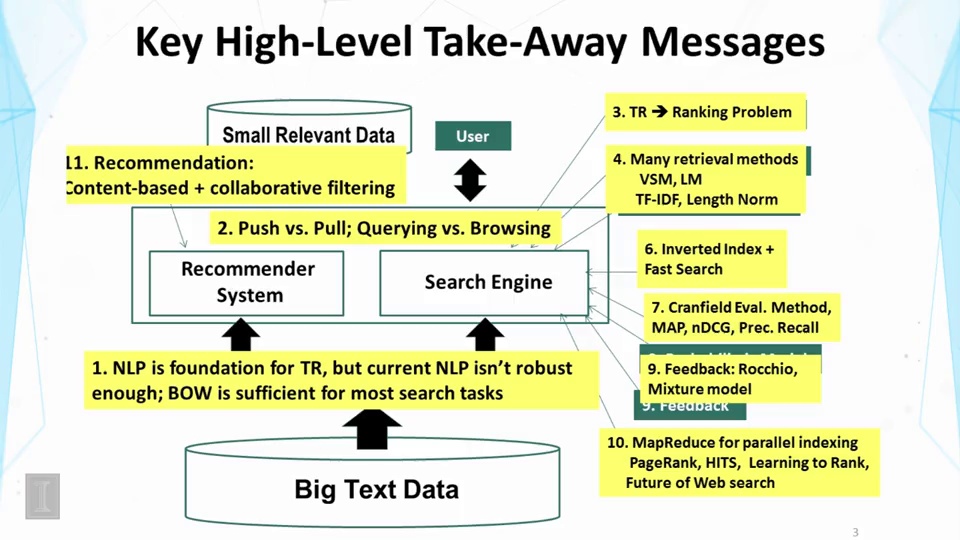 Key High-Level Take-Away Messages
Small Relevant Data
User
11. Recommendation:
Content-based + collaborative filtering
2. Push vs. Pull; Querying vs. Browsing
Recommender
System
Search Engine
1. NLP is foundation for TR, but current NLP isn’t robust
enough; BOW is sufficient for most search tasks
Big Text Data
3. TR ➔ Ranking Problem
4. Many retrieval methods
VSM, LM
TF-IDF, Length Norm
6. Inverted Index +
Fast Search
7. Cranfield Eval. Method,
MAP, nDCG, Prec. Recall
9. Feedback: Rocchio,
Mixture model
9. Feedback
10. MapReduce for parallel indexing
PageRank, HITS, Learning to Rank,
Future of Web search
I
3